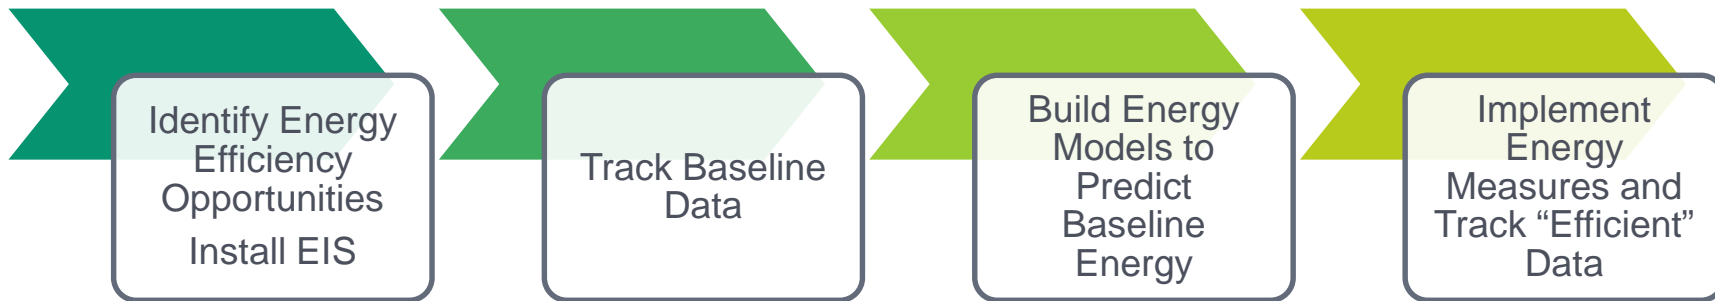 Identify Energy
Efficiency
Opportunities
Install EIS
Track Baseline
Data
Build Energy
Models to
Predict
Baseline
Energy
Implement
Energy
Measures and
Track “Efficient”
Data